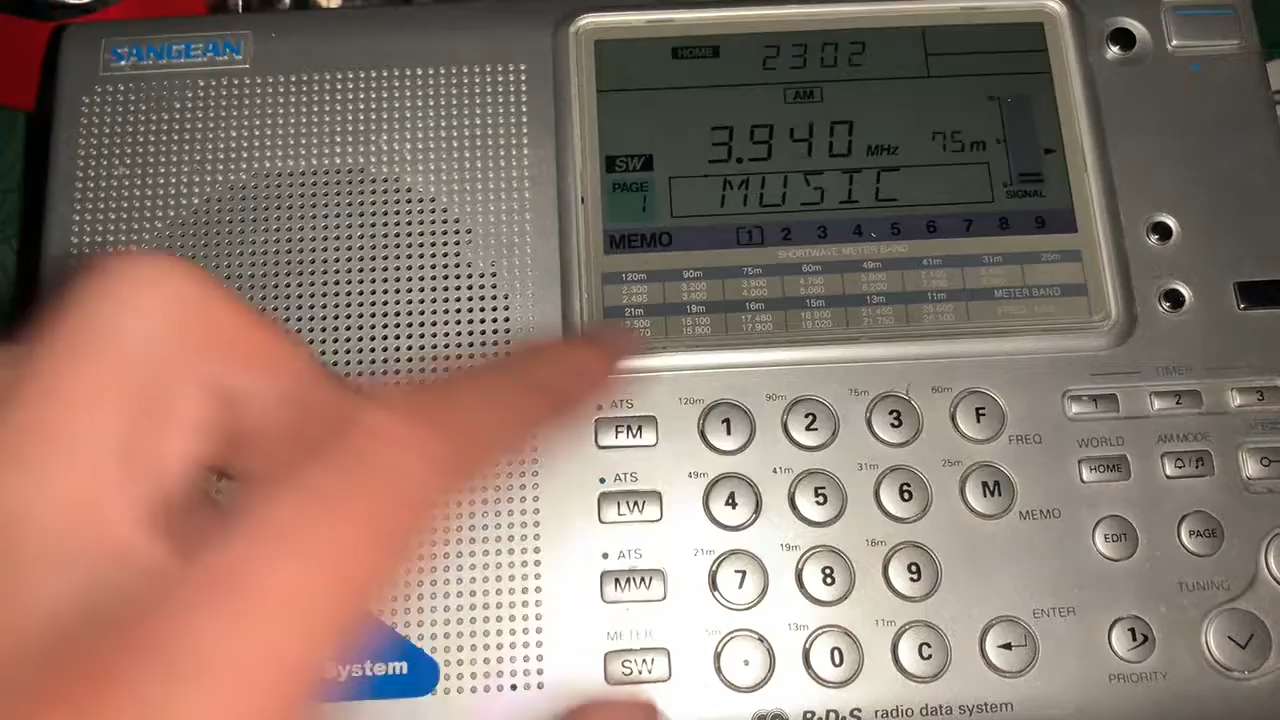 SANGEAN
HOME 2302
AM
SW 3.940 MHz 75m
PAGE 1 MUSIC SIGNAL
MEMO 1 2 3 4 5 6 7 8 9
SHORTWAVE METER BAND
120m 90m 75m 60m 49m 41m 31m 25m
2.300 3.200 3.900 4.750 5.900
2.495 3.400 4.000 5.060 6.200
21m 19m 16m 15m 13m 11m METER BAND
15.100 17.480 18.900 21.450
15.800 17.900 19.020 21.750 26.100
TIMER
1 2 3
ATS 120m 90m 75m 60m
FM 1 2 3 F FREQ
WORLD AM MODE
HOME
ATS 49m 41m 31m 25m
LW 4 5 6 M MEMO
EDIT PAGE
ATS 21m 19m 16m
MW 7 8 9
TUNING
METER 13m 11m ENTER
SW . 0 C
PRIORITY
System
R·D·S radio data system